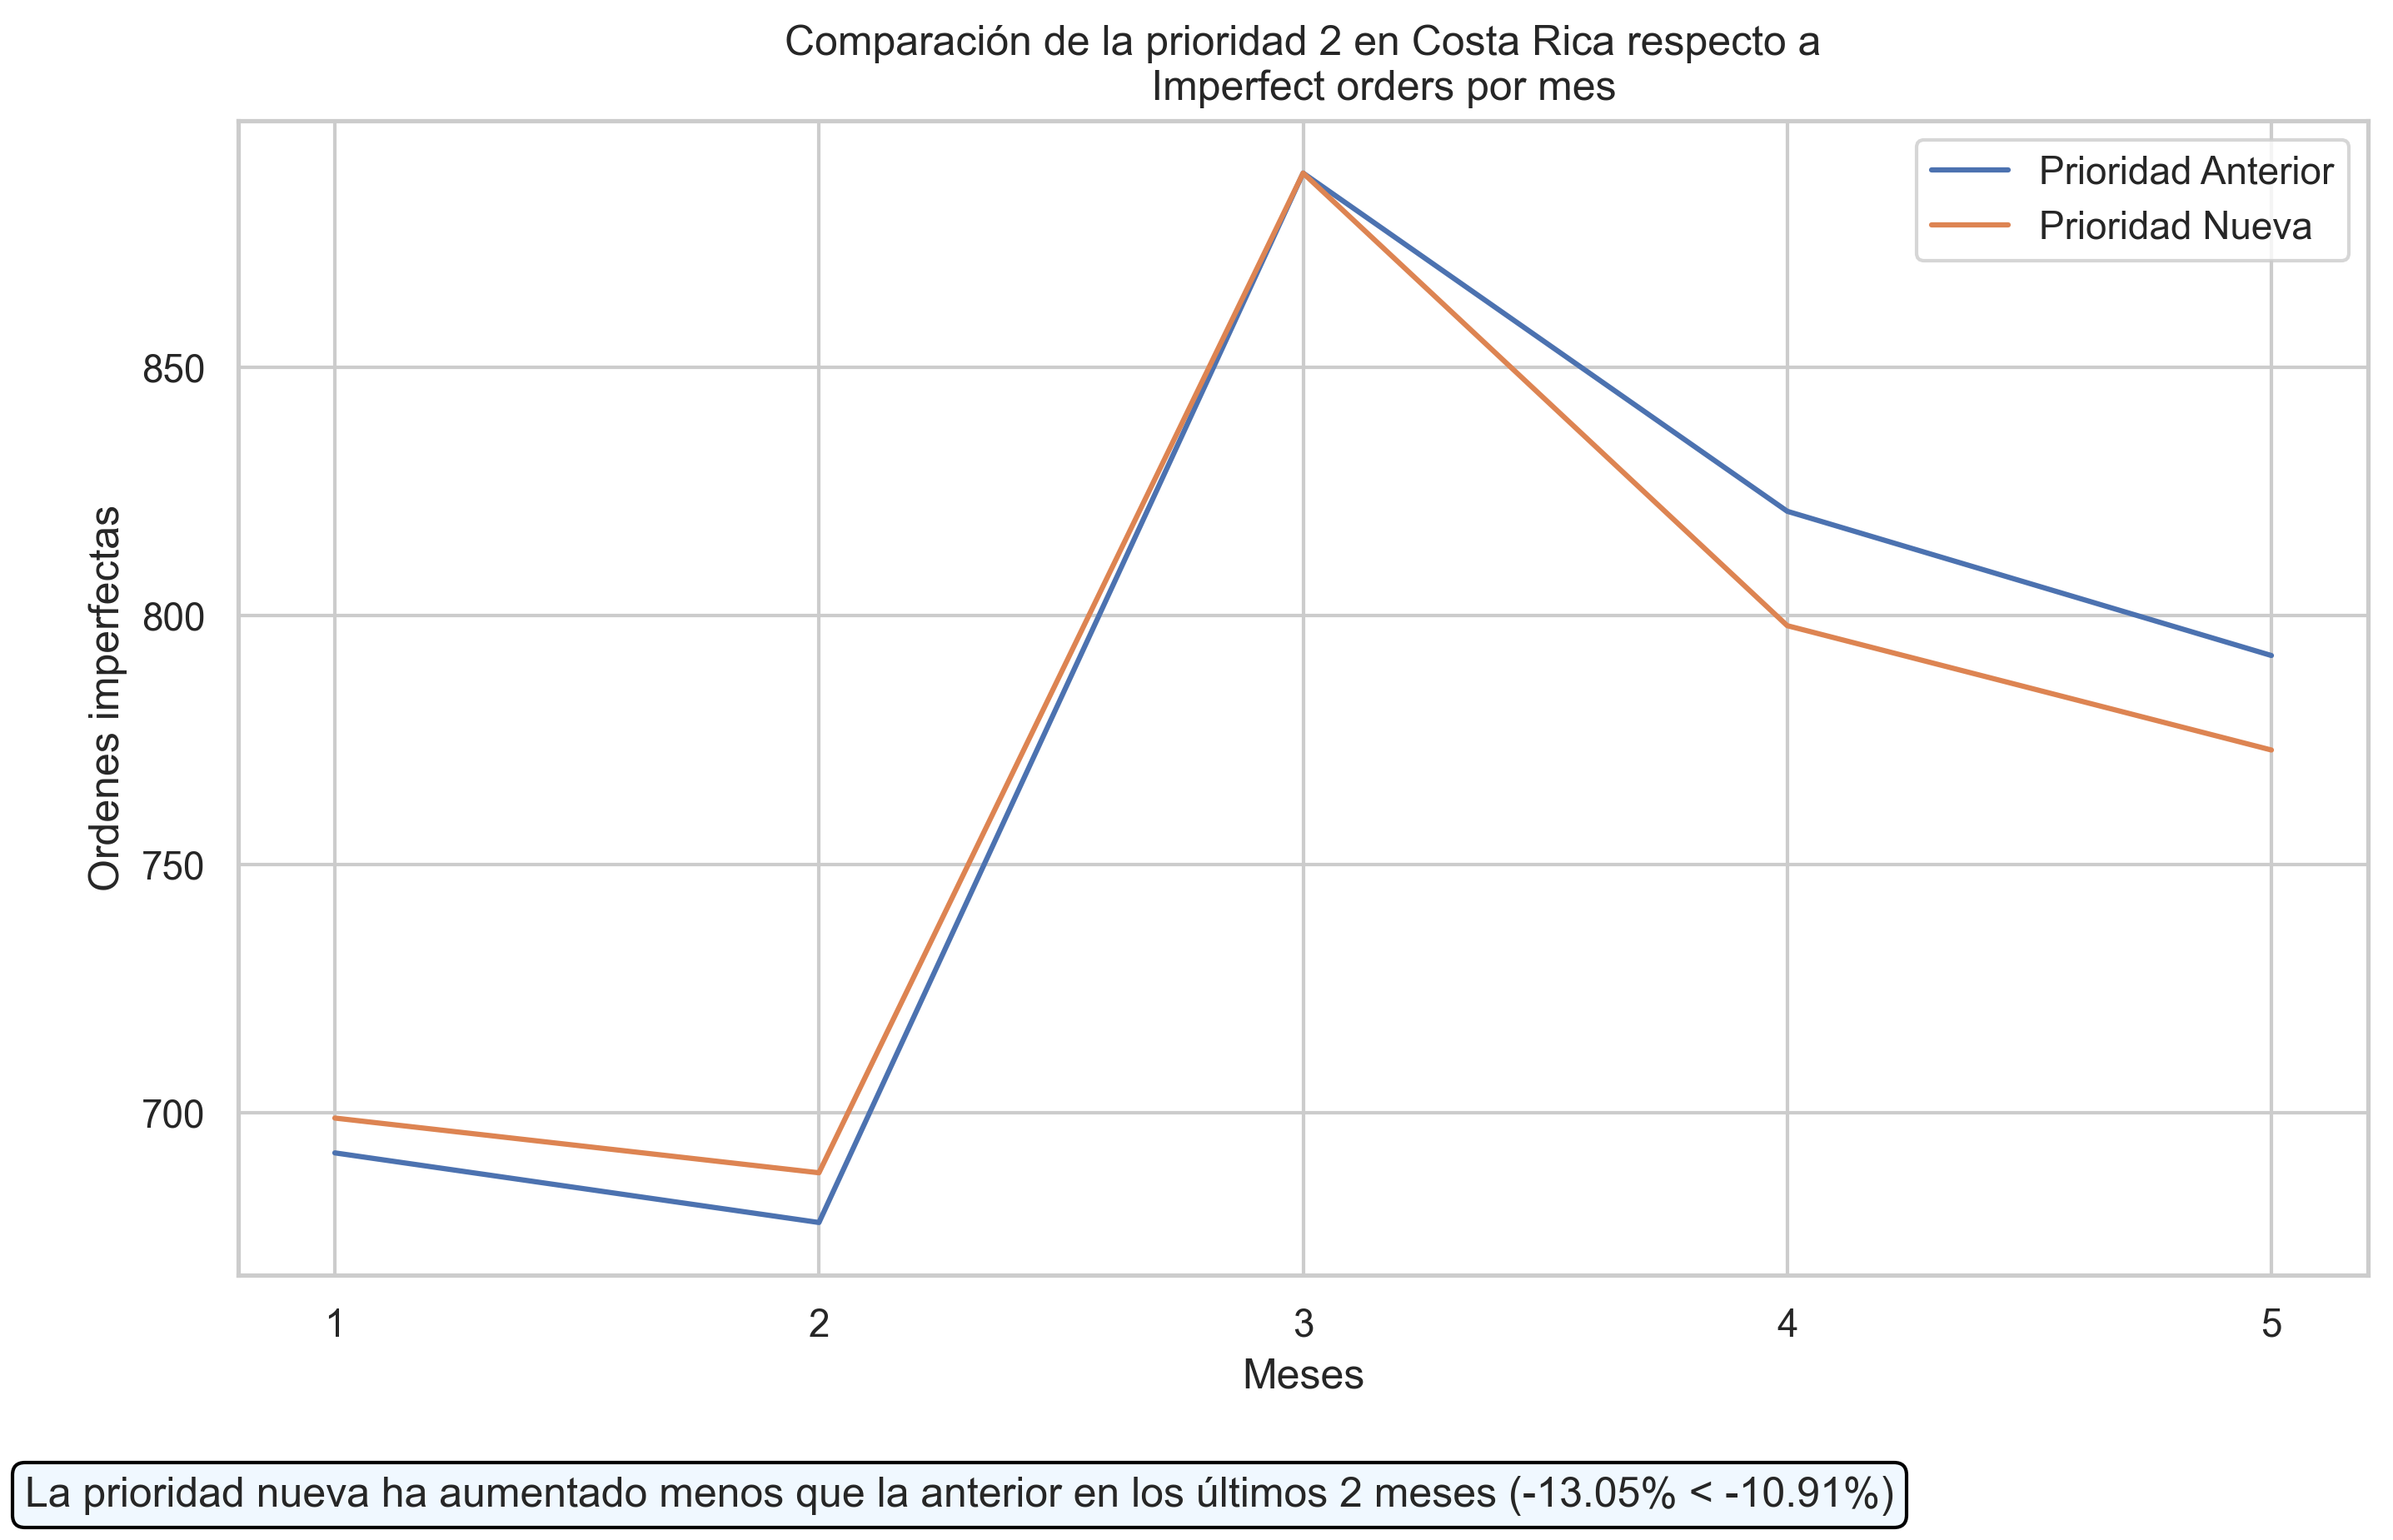 Comparación de la prioridad 2 en Costa Rica respecto a
Imperfect orders por mes
Prioridad Anterior
Prioridad Nueva
850
800
750
700
Ordenes imperfectas
1
2
3
4
5
Meses
La prioridad nueva ha aumentado menos que la anterior en los últimos 2 meses (-13.05% < -10.91%)